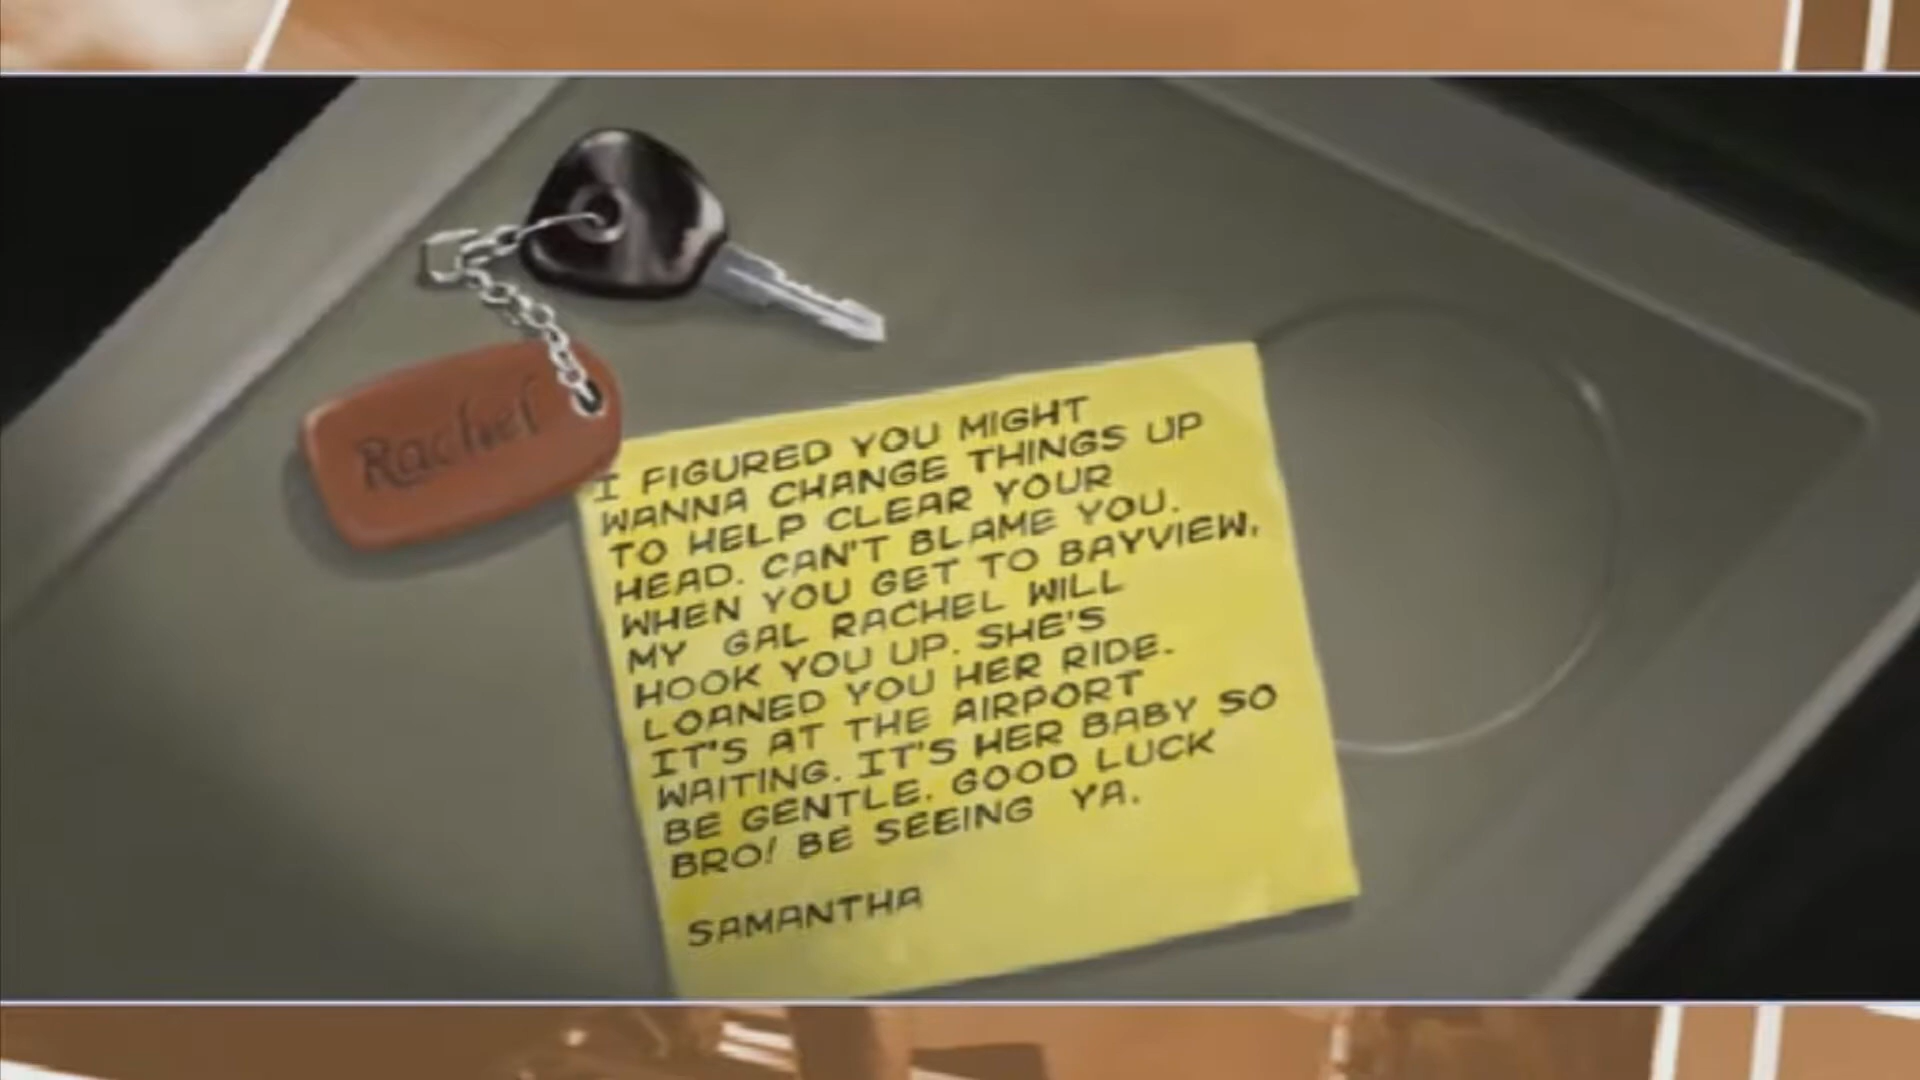 Rachel
I FIGURED YOU MIGHT
WANNA CHANGE THINGS UP
TO HELP CLEAR YOUR
HEAD. CAN'T BLAME YOU.
WHEN YOU GET TO BAYVIEW,
MY GAL RACHEL WILL
HOOK YOU UP. SHE'S
LOANED YOU HER RIDE.
IT'S AT THE AIRPORT
WAITING. IT'S HER BABY SO
BE GENTLE. GOOD LUCK
BRO! BE SEEING YA.
SAMANTHA